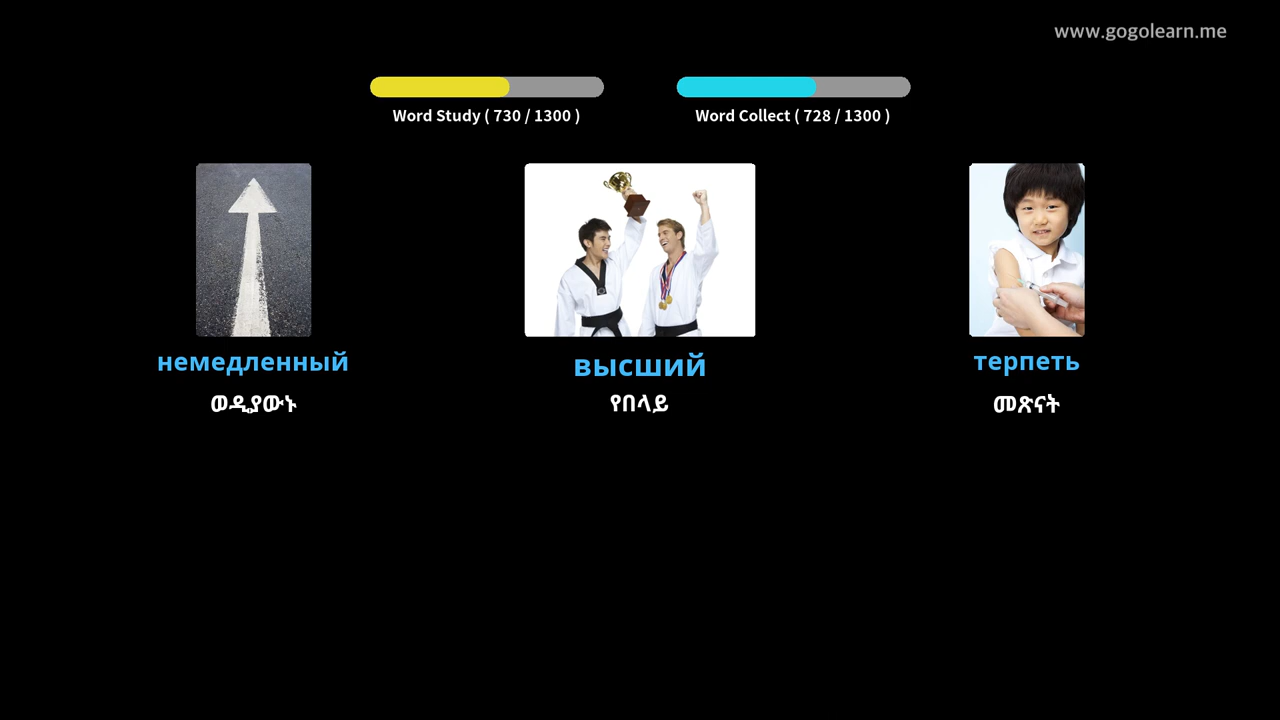 www.gogolearn.me
Word Study ( 730 / 1300 )
Word Collect ( 728 / 1300 )
немедленный
высший
терпеть
ወዲያውኑ
የበላይ
መጽናት